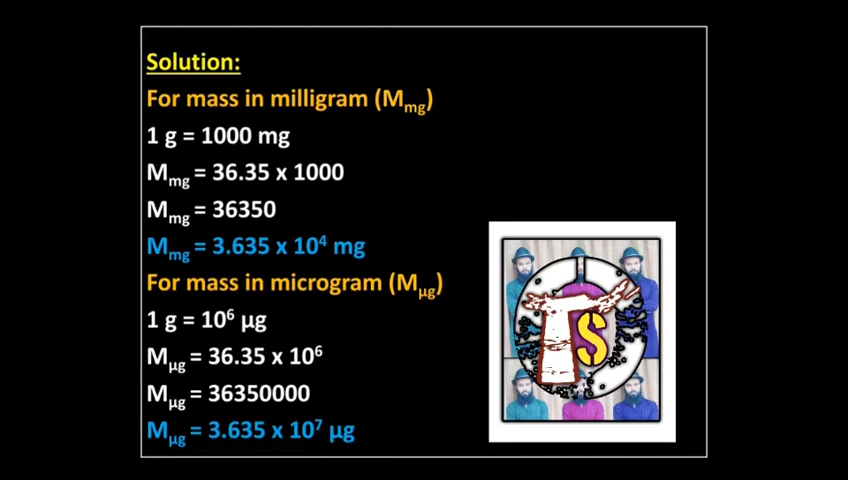 Solution:
For mass in milligram (Mmg)
1 g = 1000 mg
Mmg = 36.35 x 1000
Mmg = 36350
Mmg = 3.635 x 10⁴ mg
For mass in microgram (Mμg)
1 g = 10⁶ μg
Mμg = 36.35 x 10⁶
Mμg = 36350000
Mμg = 3.635 x 10⁷ μg
TS